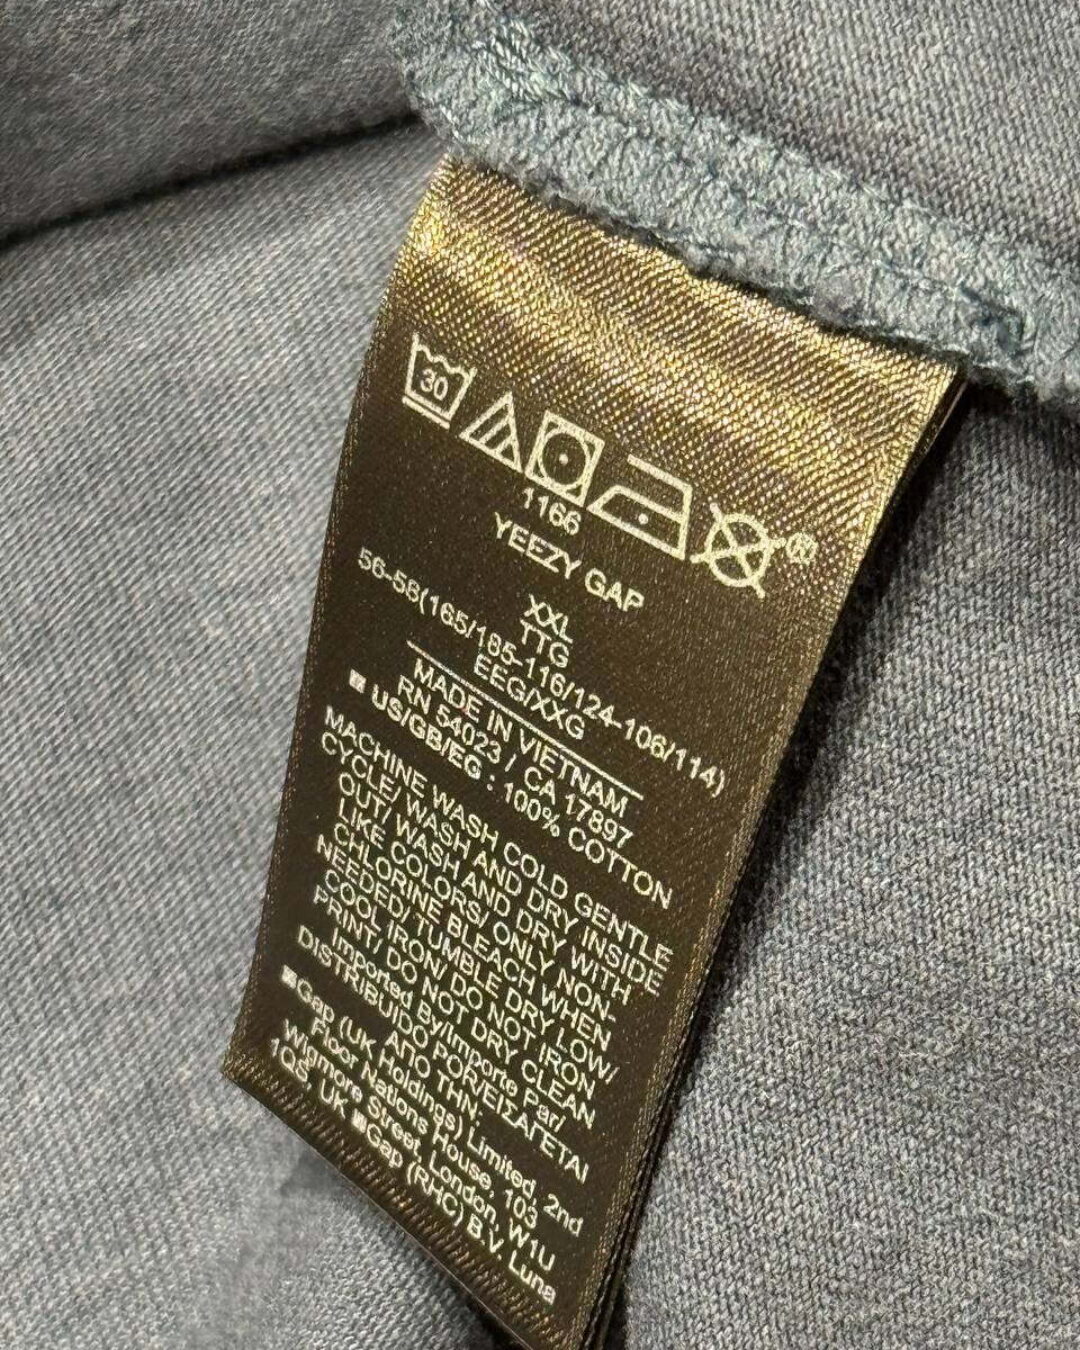 30
1166
®
YEEZY GAP
XXL
TTG
56-58(165/185-116/124-106/114)
EEG/XXG
MADE IN VIETNAM
RN 54023 / CA 17897
US/GB/EG : 100% COTTON
MACHINE WASH COLD GENTLE
CYCLE/ WASH AND DRY INSIDE
OUT/ WASH AND DRY WITH
LIKE COLORS/ ONLY NON-
CHLORINE BLEACH WHEN
NEEDED/ TUMBLE DRY LOW/
COOL IRON/ DO NOT IRON
PRINT/ DO NOT DRY CLEAN
Imported By/Importe Par/
DISTRIBUIDO POR/ΕΙΣΑΓΕΤΑΙ
ΑΠΟ ΤΗΝ:
Gap (UK Holdings) Limited, 2nd
Floor Nations House, 103
wigmore Street, London, W1U
1QS, UK Gap (RHC) B.V. Luna